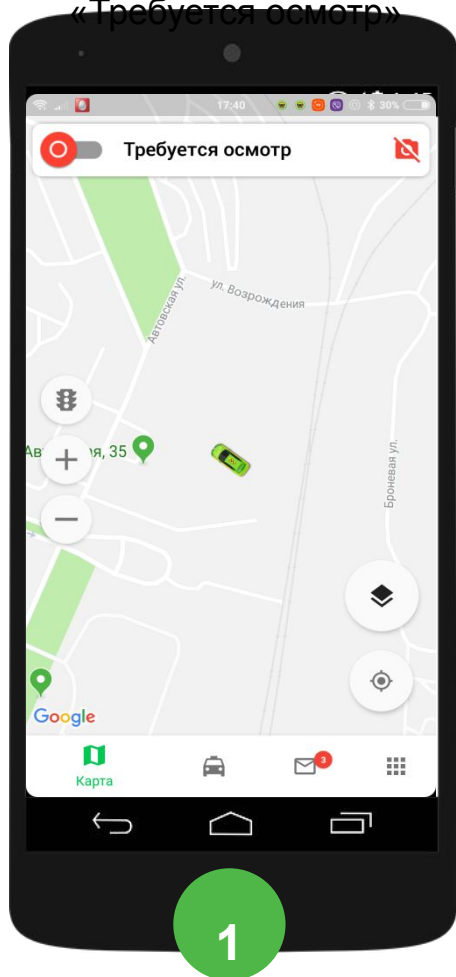 «Требуется осмотр»
17:40
30%
Требуется осмотр
ул. Возрождения
Автовская ул.
я, 35
Броневая ул.
Google
3
Карта
1